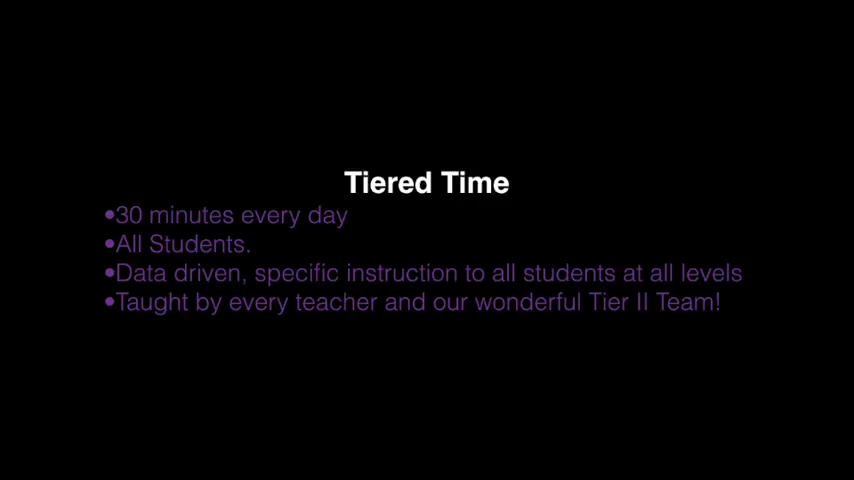 Tiered Time
•30 minutes every day
•All Students.
•Data driven, specific instruction to all students at all levels
•Taught by every teacher and our wonderful Tier II Team!